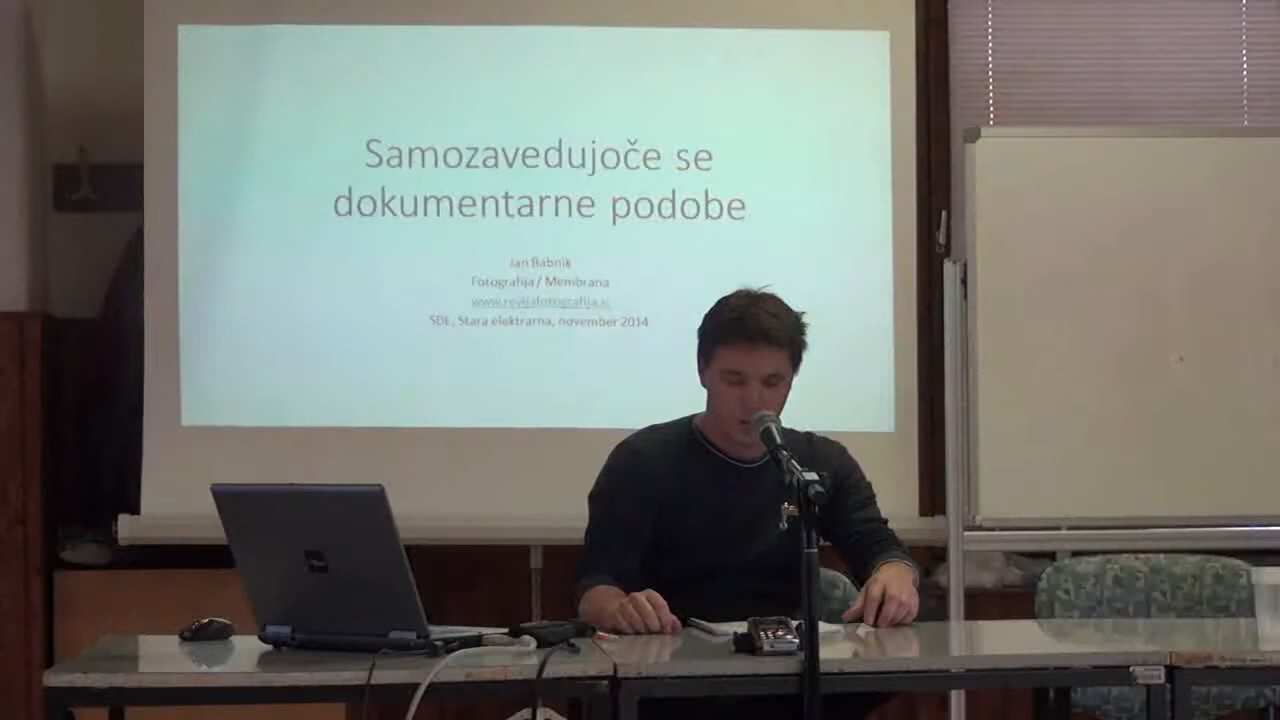 Samozavedujoče se
dokumentarne podobe
Jan Babnik
Fotografija / Membrana
www.revijafotografija.si
SDL, Stara elektrarna, november 2014